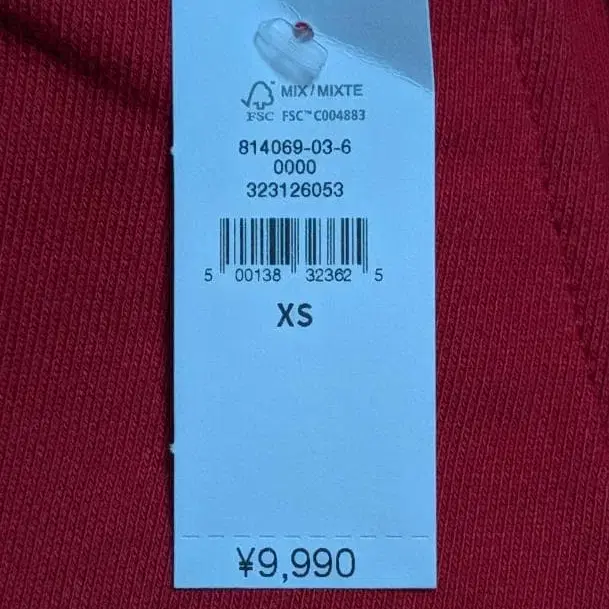 MIX/MIXTE
FSC FSC™ C004883
814069-03-6
0000
323126053
5 00138 32362 5
XS
¥9,990